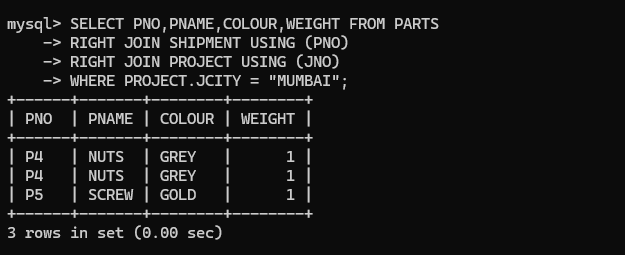 mysql> SELECT PNO,PNAME,COLOUR,WEIGHT FROM PARTS
    -> RIGHT JOIN SHIPMENT USING (PNO)
    -> RIGHT JOIN PROJECT USING (JNO)
    -> WHERE PROJECT.JCITY = "MUMBAI";
+------+-------+--------+--------+
| PNO  | PNAME | COLOUR | WEIGHT |
+------+-------+--------+--------+
| P4   | NUTS  | GREY   |      1 |
| P4   | NUTS  | GREY   |      1 |
| P5   | SCREW | GOLD   |      1 |
+------+-------+--------+--------+
3 rows in set (0.00 sec)